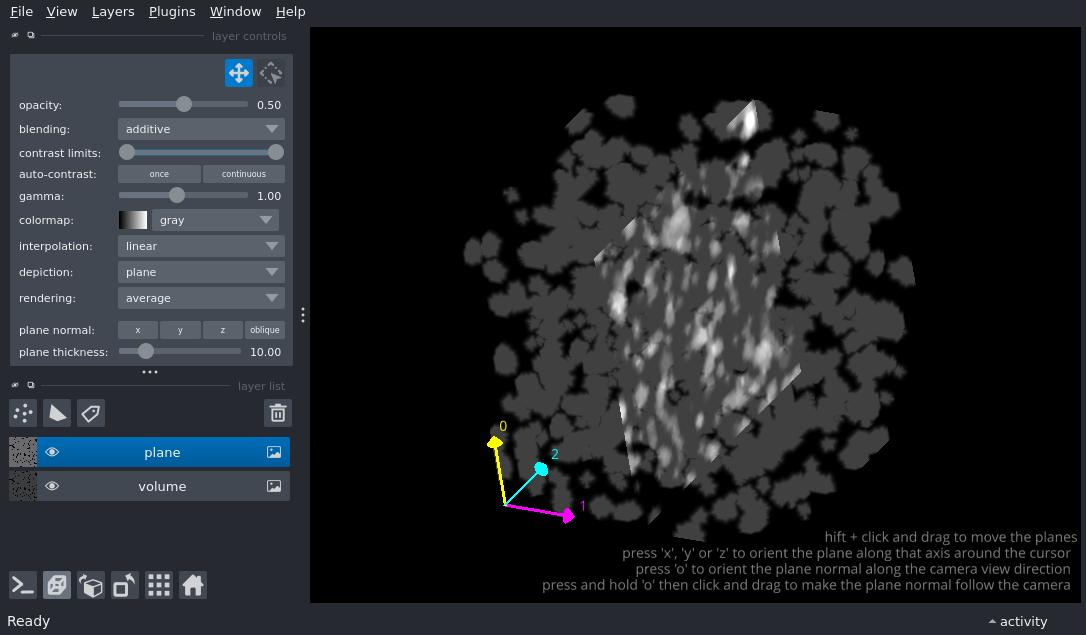 File View Layers Plugins Window Help
layer controls
opacity: 0.50
blending: additive
contrast limits:
auto-contrast: once continuous
gamma: 1.00
colormap: gray
interpolation: linear
depiction: plane
rendering: average
plane normal: x y z oblique
plane thickness: 10.00
layer list
plane
volume
0
2
1
hift + click and drag to move the planes
press 'x', 'y' or 'z' to orient the plane along that axis around the cursor
press 'o' to orient the plane normal along the camera view direction
press and hold 'o' then click and drag to make the plane normal follow the camera
Ready
activity